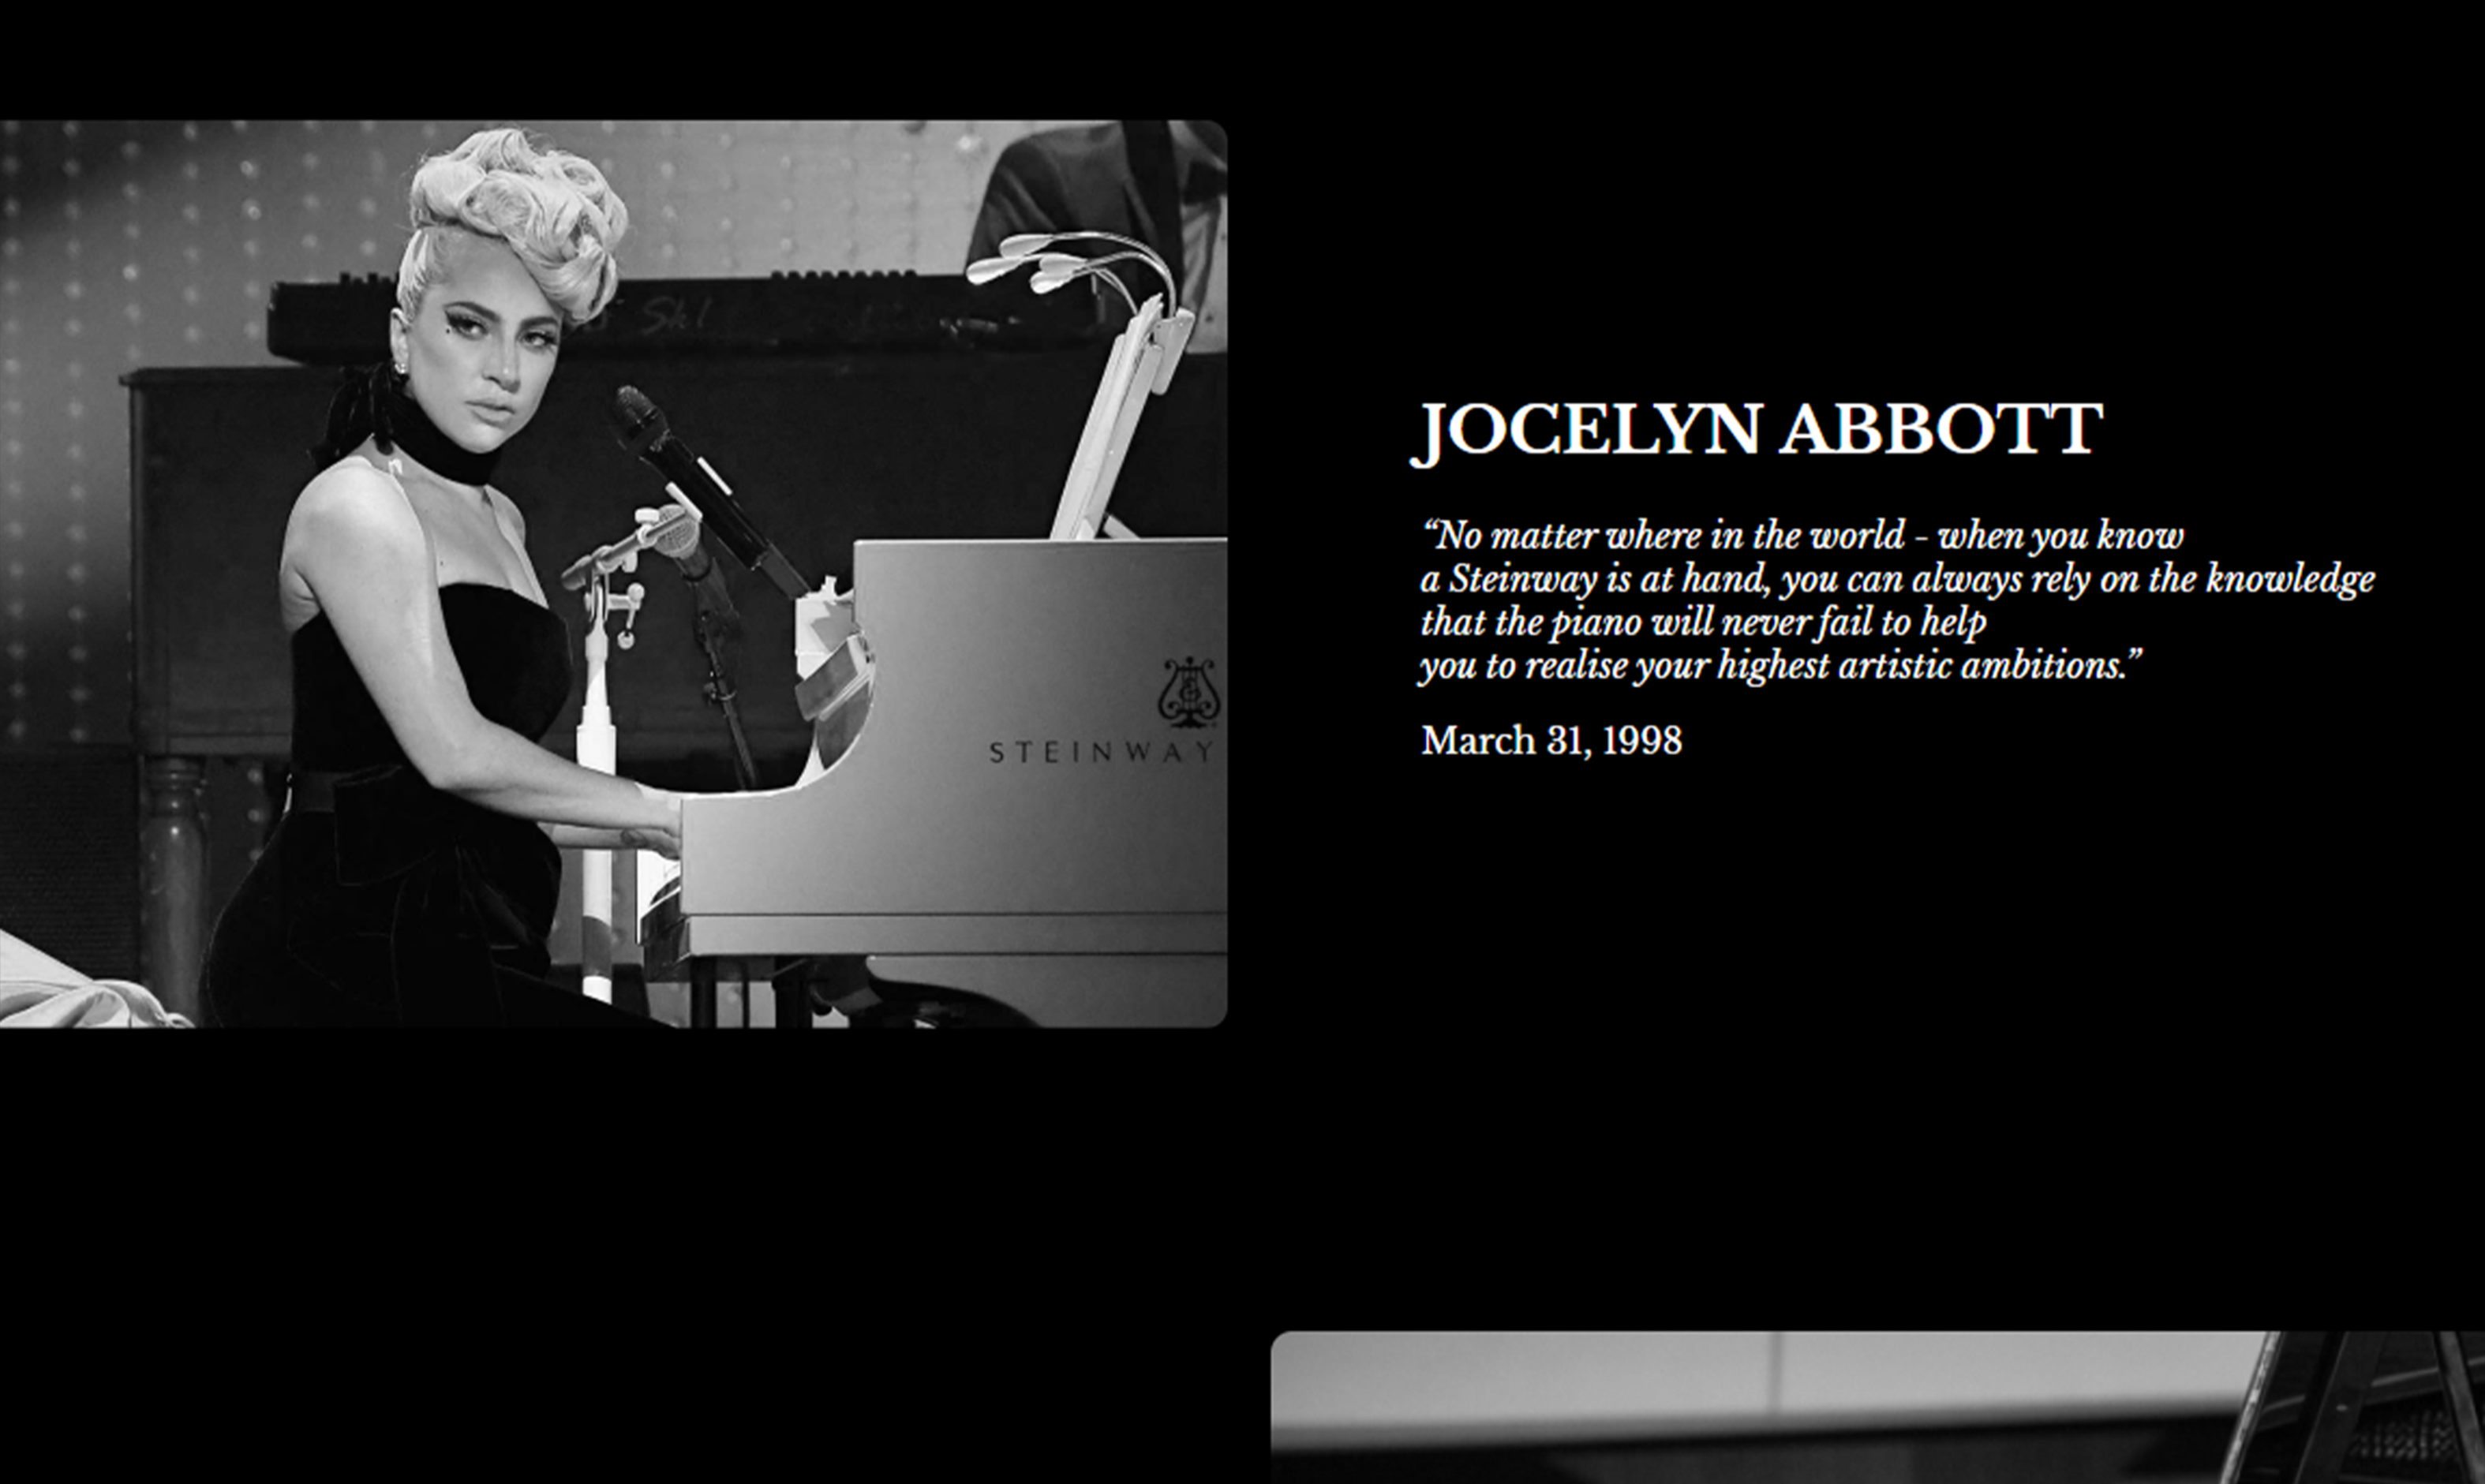 JOCELYN ABBOTT
“No matter where in the world - when you know
a Steinway is at hand, you can always rely on the knowledge
that the piano will never fail to help
you to realise your highest artistic ambitions.”
March 31, 1998
STEINWAY